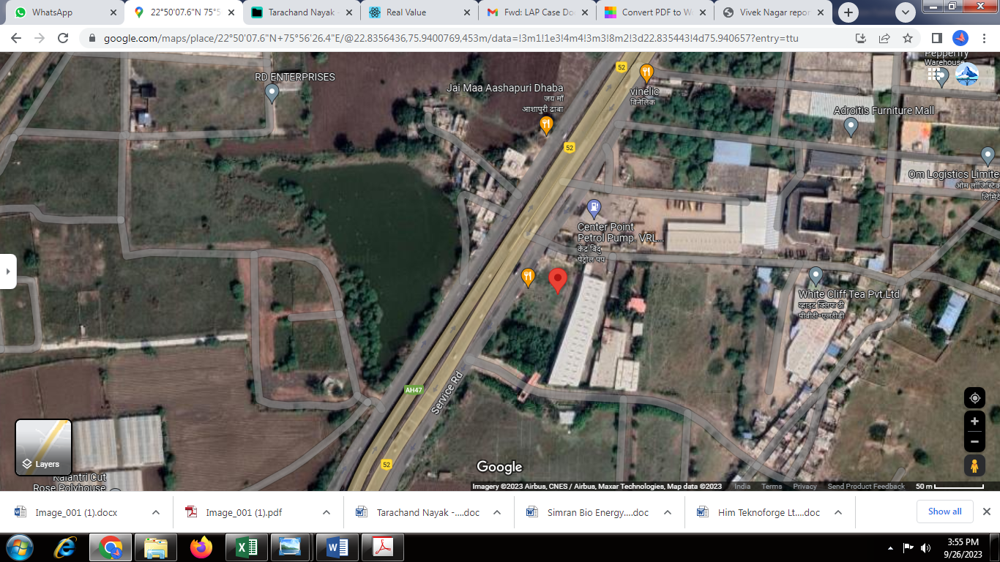 WhatsApp
22°50'07.6"N 75°5
Tarachand Nayak -
Real Value
Fwd: LAP Case Do
Convert PDF to W
Vivek Nagar repor
google.com/maps/place/22°50'07.6"N+75°56'26.4"E/@22.8356436,75.9400769,453m/data=!3m1!1e3!4m4!3m3!8m2!3d22.835443!4d75.940657?entry=ttu
RD ENTERPRISES
Jai Maa Aashapuri Dhaba
जय माँ
आशापुरी ढाबा
52
vinelic
विनेलिक
Pepperfry
Warehouse
Adroitis Furniture Mall
52
Om Logistics Limite
ओम लॉजिस्टिक
लिमिटे
Center Point
Petrol Pump. VRL...
केंद्र बिंदु
पेट्रोल पंप
White Cliff Tea Pvt.Ltd
व्हाइट क्लिफ टी
पीवीटी॰एलटीडी
AH47
Service Rd
52
Layers
Kalantri Cut
Rose Polyhouse
Google
Imagery ©2023 Airbus, CNES / Airbus, Maxar Technologies, Map data ©2023
India
Terms
Privacy
Send Product Feedback
50 m
Image_001 (1).docx
Image_001 (1).pdf
Tarachand Nayak -....doc
Simran Bio Energy....doc
Him Teknoforge Lt....doc
Show all
3:55 PM
9/26/2023